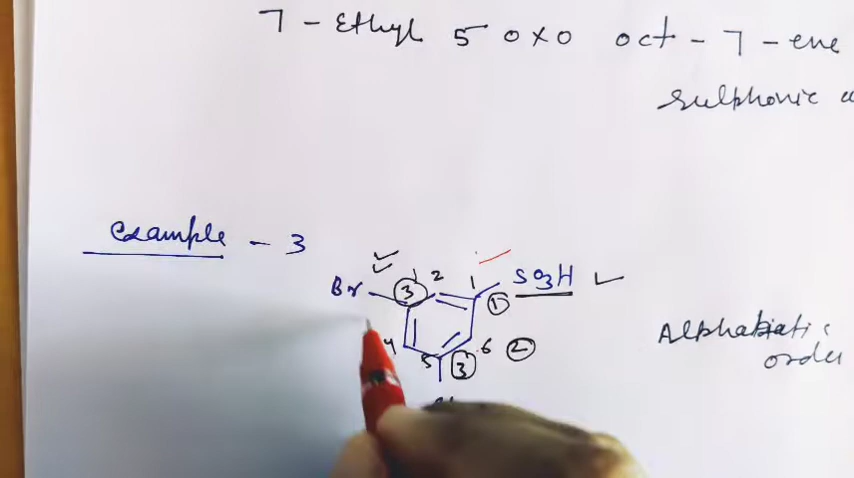 7 - Ethyl 5 oxo oct - 7 - ene
sulphonic
Example - 3
Br 3 2 1 SO3H
1
4 5 3 6 2
Alphabatic
order